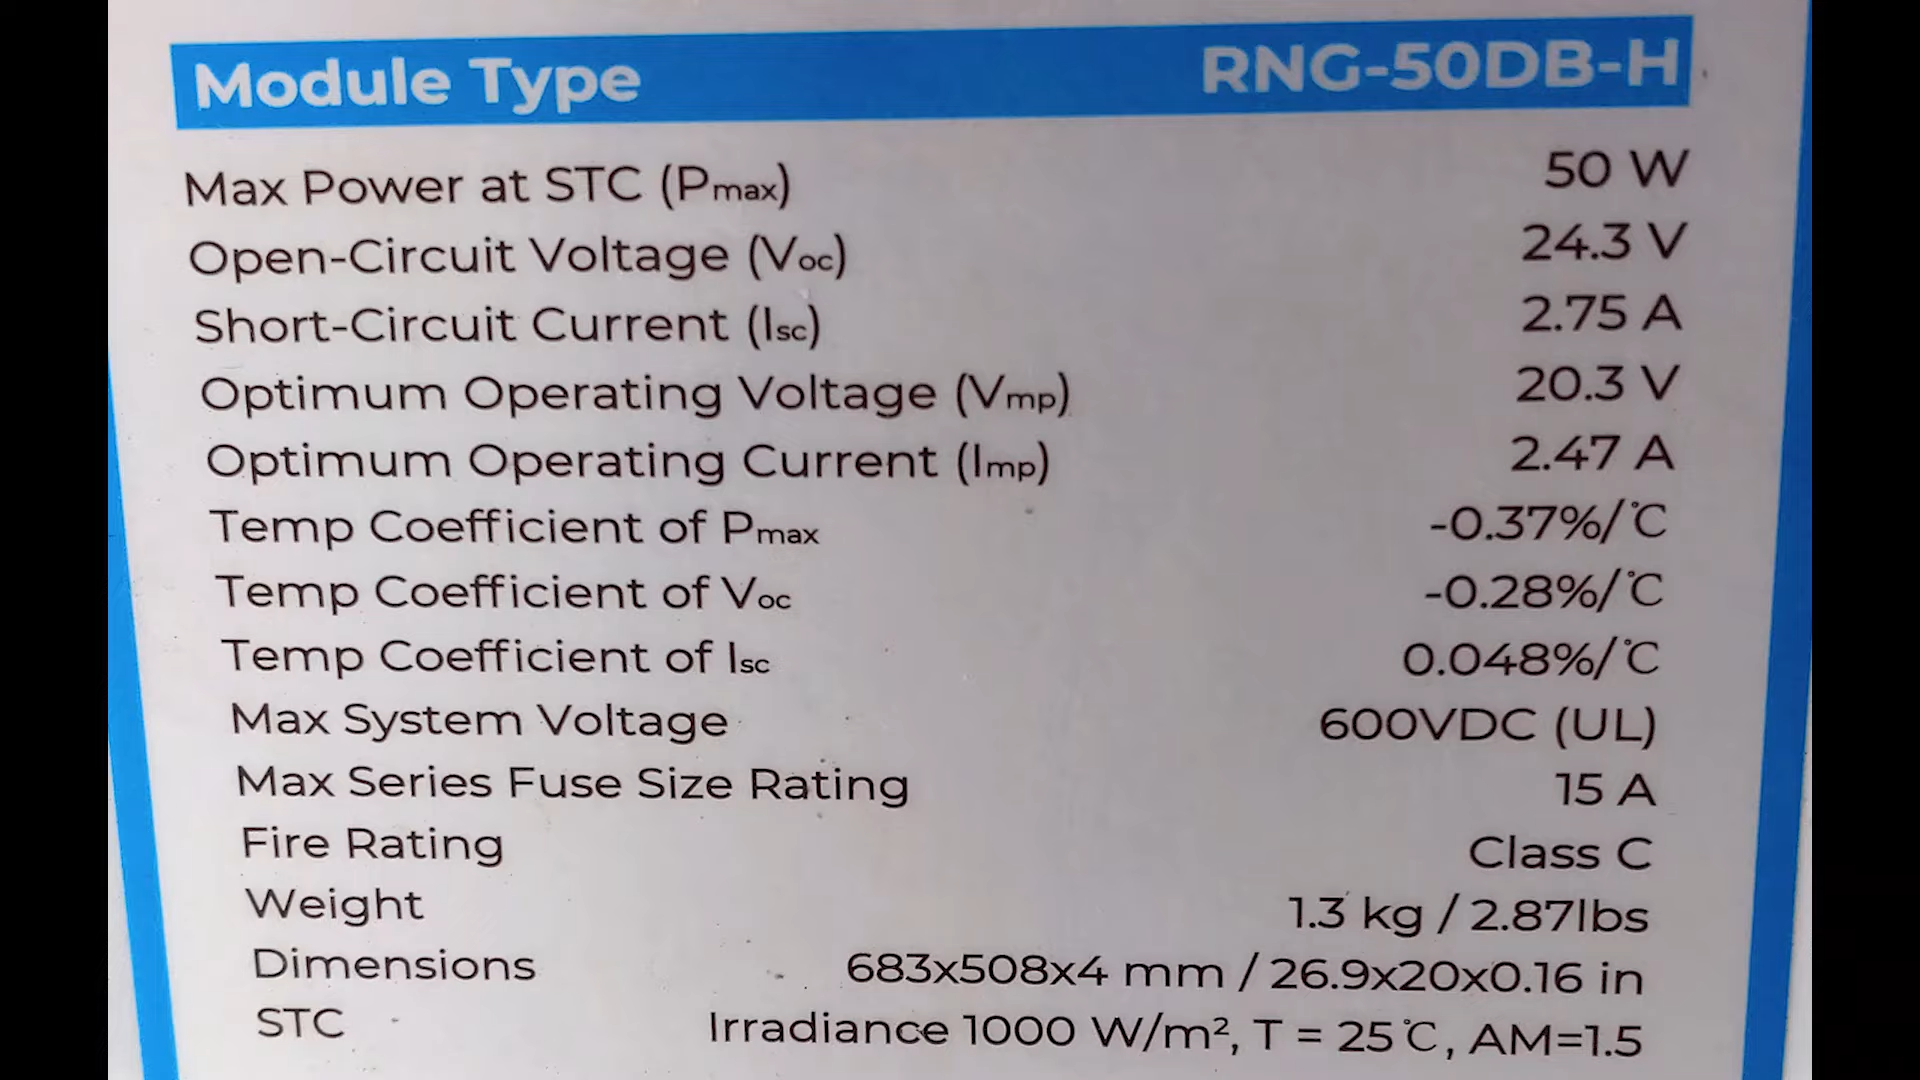 Module Type RNG-50DB-H
Max Power at STC (Pmax) 50 W
Open-Circuit Voltage (Voc) 24.3 V
Short-Circuit Current (Isc) 2.75 A
Optimum Operating Voltage (Vmp) 20.3 V
Optimum Operating Current (Imp) 2.47 A
Temp Coefficient of Pmax -0.37%/℃
Temp Coefficient of Voc -0.28%/℃
Temp Coefficient of Isc 0.048%/℃
Max System Voltage 600VDC (UL)
Max Series Fuse Size Rating 15 A
Fire Rating Class C
Weight 1.3 kg / 2.87lbs
Dimensions 683x508x4 mm / 26.9x20x0.16 in
STC Irradiance 1000 W/m², T = 25℃, AM=1.5